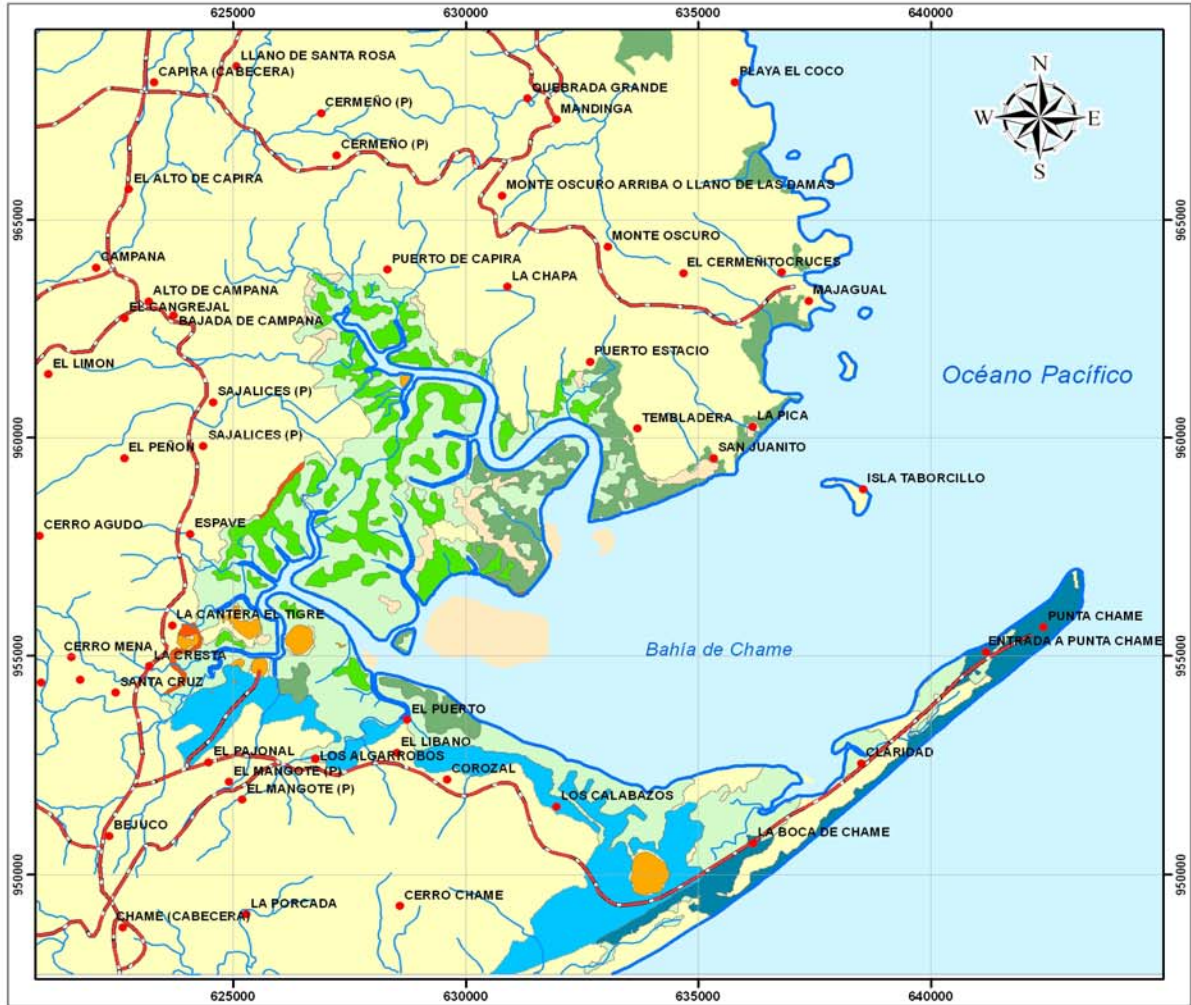 625000
630000
635000
640000
N
W
E
S
LLANO DE SANTA ROSA
CAPIRA (CABECERA)
PLAYA EL COCO
QUEBRADA GRANDE
CERMEÑO (P)
MANDINGA
CERMEÑO (P)
EL ALTO DE CAPIRA
MONTE OSCURO ARRIBA O LLANO DE LAS DAMAS
965000
965000
MONTE OSCURO
CAMPANA
PUERTO DE CAPIRA
LA CHAPA
EL CERMEÑITO
CRUCES
ALTO DE CAMPANA
MAJAGUAL
EL CANGREJAL
BAJADA DE CAMPANA
EL LIMON
PUERTO ESTACIO
Océano Pacífico
SAJALICES (P)
TEMBLADERA
LA PICA
960000
960000
SAJALICES (P)
EL PEÑON
SAN JUANITO
ISLA TABORCILLO
CERRO AGUDO
ESPAVE
LA CANTERA EL TIGRE
PUNTA CHAME
CERRO MENA
LA CRESTA
ENTRADA A PUNTA CHAME
Bahía de Chame
955000
955000
SANTA CRUZ
EL PUERTO
EL LIBANO
EL PAJONAL
LOS ALGARROBOS
CLARIDAD
EL MANGOTE (P)
COROZAL
EL MANGOTE (P)
LOS CALABAZOS
BEJUCO
LA BOCA DE CHAME
950000
950000
CERRO CHAME
LA PORCADA
CHAME (CABECERA)
625000
630000
635000
640000